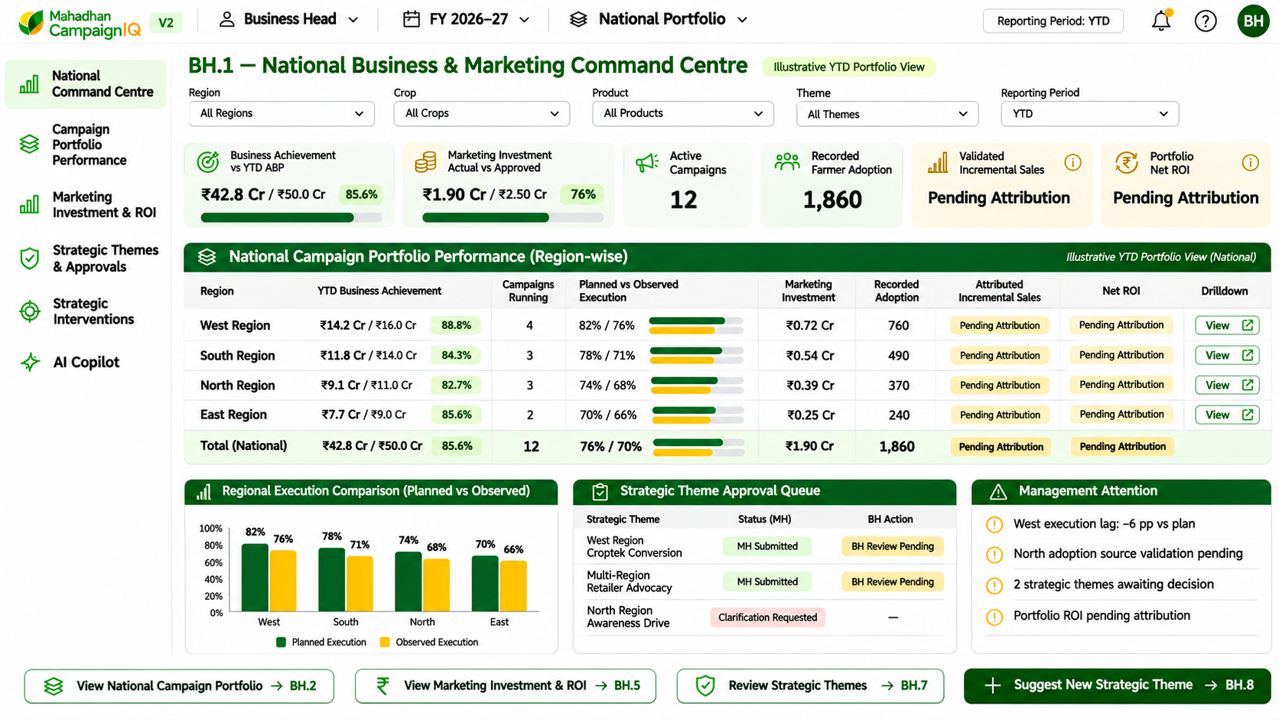 Mahadhan
CampaignIQ
V2
Business Head
FY 2026–27
National Portfolio
Reporting Period: YTD
BH
National
Command Centre
Campaign
Portfolio
Performance
Marketing
Investment & ROI
Strategic Themes
& Approvals
Strategic
Interventions
AI Copilot
BH.1 — National Business & Marketing Command Centre
Illustrative YTD Portfolio View
Region
All Regions
Crop
All Crops
Product
All Products
Theme
All Themes
Reporting Period
YTD
Business Achievement
vs YTD ABP
₹42.8 Cr / ₹50.0 Cr
85.6%
Marketing Investment
Actual vs Approved
₹1.90 Cr / ₹2.50 Cr
76%
Active
Campaigns
12
Recorded
Farmer Adoption
1,860
Validated
Incremental Sales
Pending Attribution
Portfolio
Net ROI
Pending Attribution
National Campaign Portfolio Performance (Region-wise)
Illustrative YTD Portfolio View (National)
Region
YTD Business Achievement
Campaigns
Running
Planned vs Observed
Execution
Marketing
Investment
Recorded
Adoption
Attributed
Incremental Sales
Net ROI
Drilldown
West Region ₹14.2 Cr / ₹16.0 Cr 88.8% 4 82% / 76% ₹0.72 Cr 760 Pending Attribution Pending Attribution View
South Region ₹11.8 Cr / ₹14.0 Cr 84.3% 3 78% / 71% ₹0.54 Cr 490 Pending Attribution Pending Attribution View
North Region ₹9.1 Cr / ₹11.0 Cr 82.7% 3 74% / 68% ₹0.39 Cr 370 Pending Attribution Pending Attribution View
East Region ₹7.7 Cr / ₹9.0 Cr 85.6% 2 70% / 66% ₹0.25 Cr 240 Pending Attribution Pending Attribution View
Total (National) ₹42.8 Cr / ₹50.0 Cr 85.6% 12 76% / 70% ₹1.90 Cr 1,860 Pending Attribution Pending Attribution
Regional Execution Comparison (Planned vs Observed)
100%
80%
60%
40%
20%
0%
82% 76% 78% 71% 74% 68% 70% 66%
West South North East
Planned Execution Observed Execution
Strategic Theme Approval Queue
Strategic Theme Status (MH) BH Action
West Region
Croptek Conversion
MH Submitted
BH Review Pending
Multi-Region
Retailer Advocacy
MH Submitted
BH Review Pending
North Region
Awareness Drive
Clarification Requested
—
Management Attention
West execution lag: –6 pp vs plan
North adoption source validation pending
2 strategic themes awaiting decision
Portfolio ROI pending attribution
View National Campaign Portfolio → BH.2
₹ View Marketing Investment & ROI → BH.5
Review Strategic Themes → BH.7
+ Suggest New Strategic Theme → BH.8